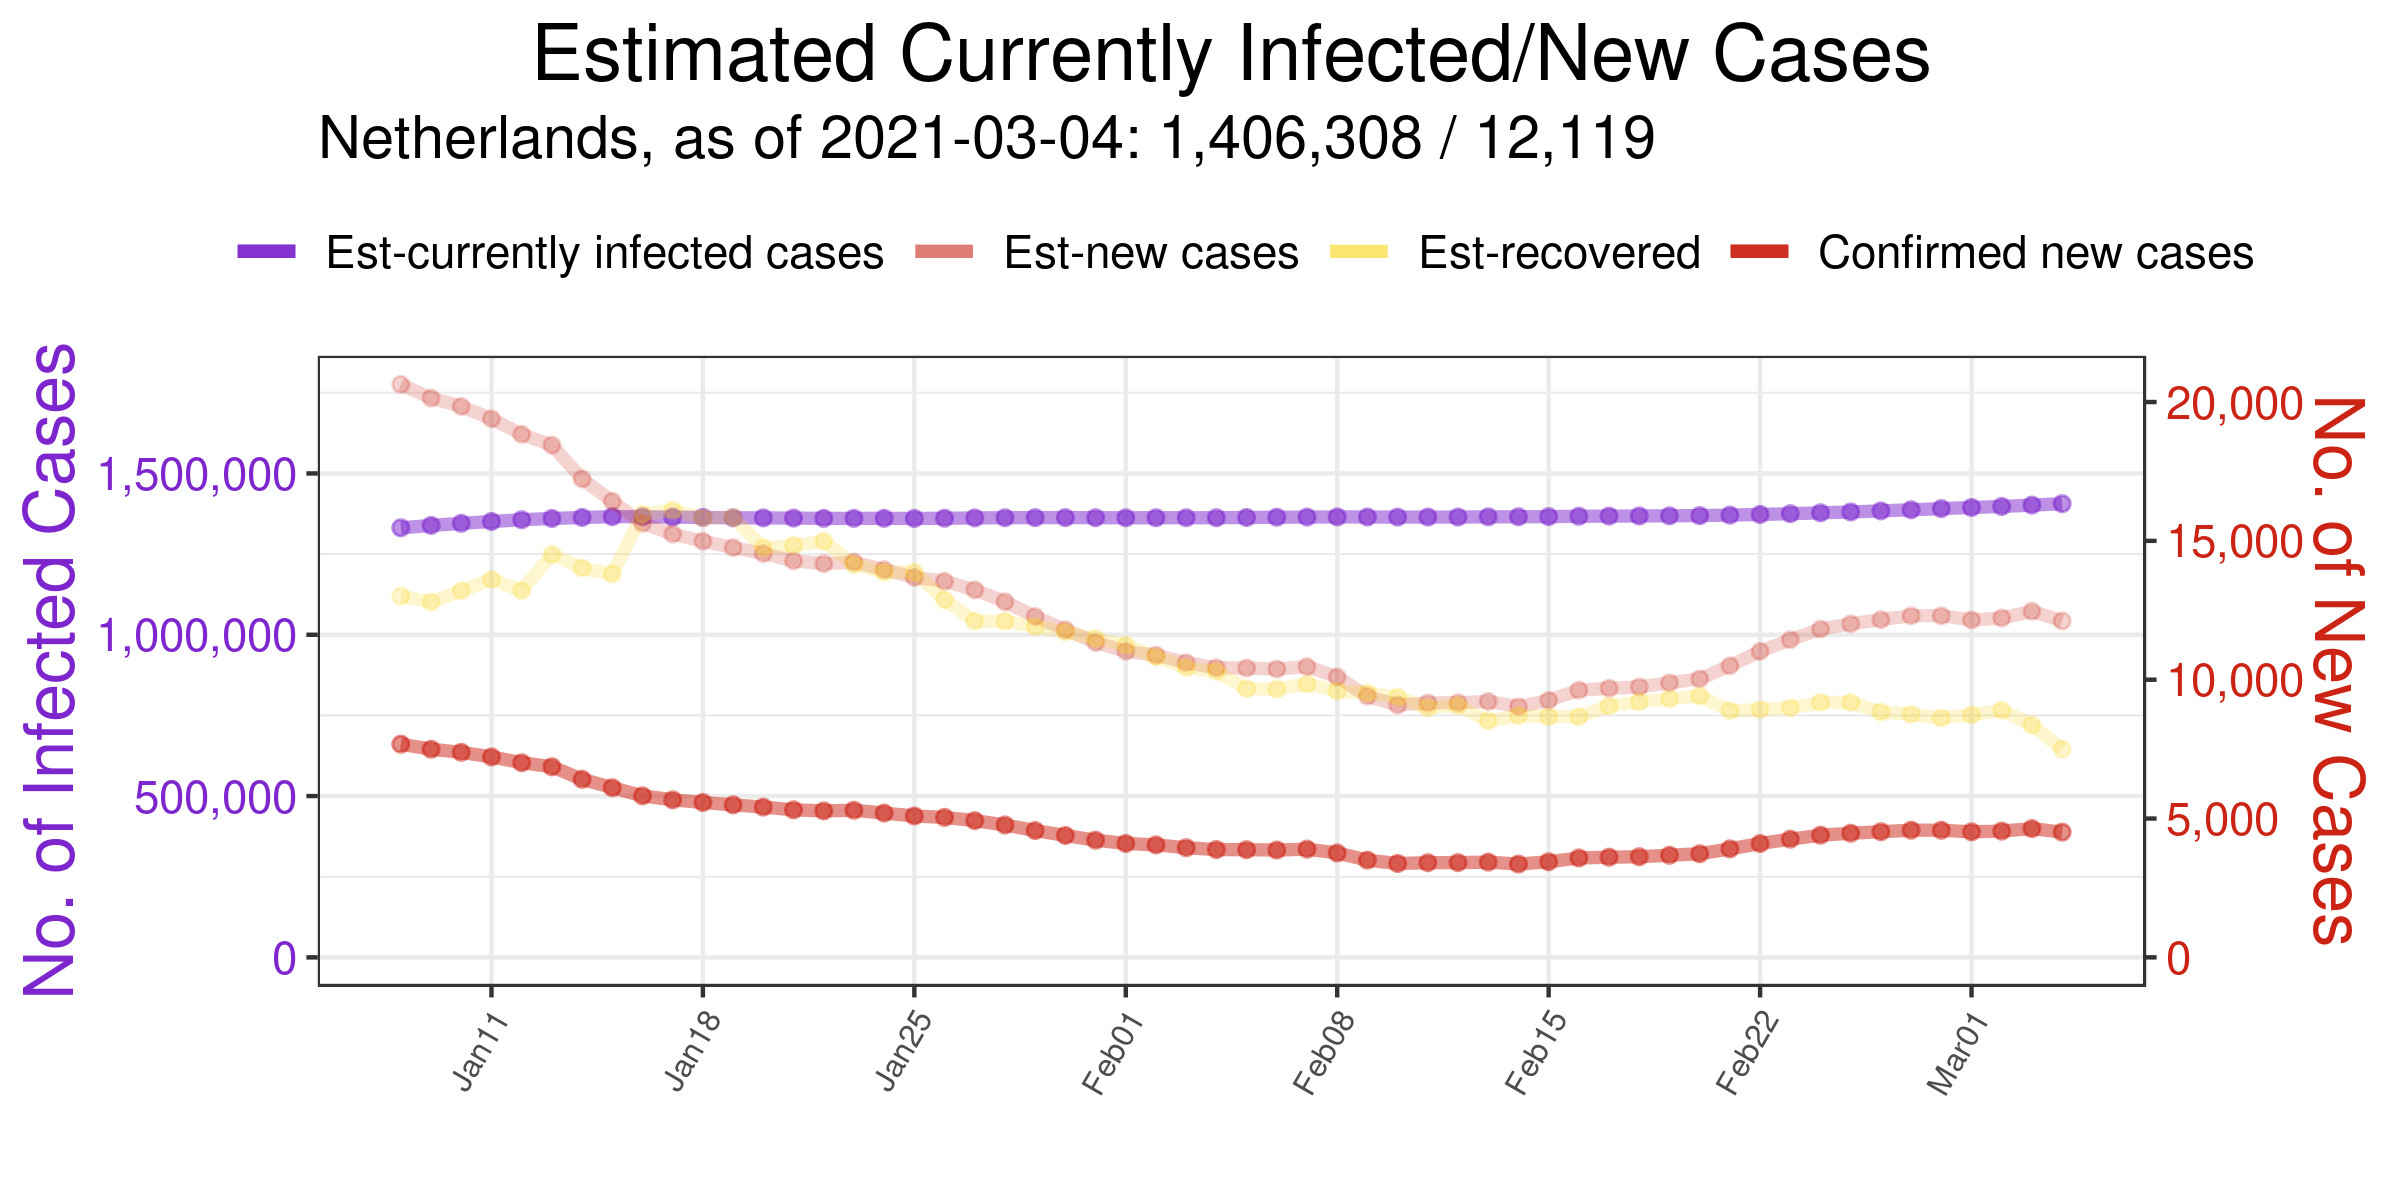 Estimated Currently Infected/New Cases
Netherlands, as of 2021-03-04: 1,406,308 / 12,119
Est-currently infected cases Est-new cases Est-recovered Confirmed new cases
No. of Infected Cases
1,500,000
1,000,000
500,000
0
20,000
15,000
10,000
5,000
0
No. of New Cases
Jan11 Jan18 Jan25 Feb01 Feb08 Feb15 Feb22 Mar01